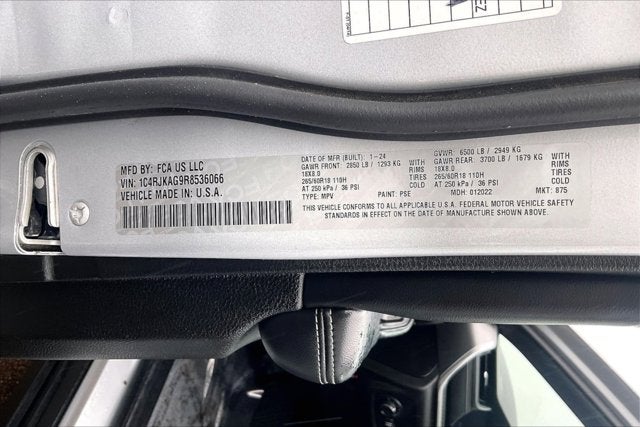 MFD BY: FCA US LLC
VIN: 1C4RJKAG9R8536066
VEHICLE MADE IN: U.S.A.
DATE OF MFR (BUILT): 1-24
GAWR FRONT: 2850 LB / 1293 KG WITH
18X8.0 RIMS
265/60R18 110H TIRES
AT 250 kPa / 36 PSI
TYPE: MPV PAINT: PSE
GVWR: 6500 LB / 2949 KG
GAWR REAR: 3700 LB / 1679 KG WITH
18X8.0 RIMS
265/60R18 110H TIRES
AT 250 kPa / 36 PSI
MDH: 012022 MKT: 875
THIS VEHICLE CONFORMS TO ALL APPLICABLE U.S.A. FEDERAL MOTOR VEHICLE SAFETY
STANDARDS IN EFFECT ON THE DATE OF MANUFACTURE SHOWN ABOVE.